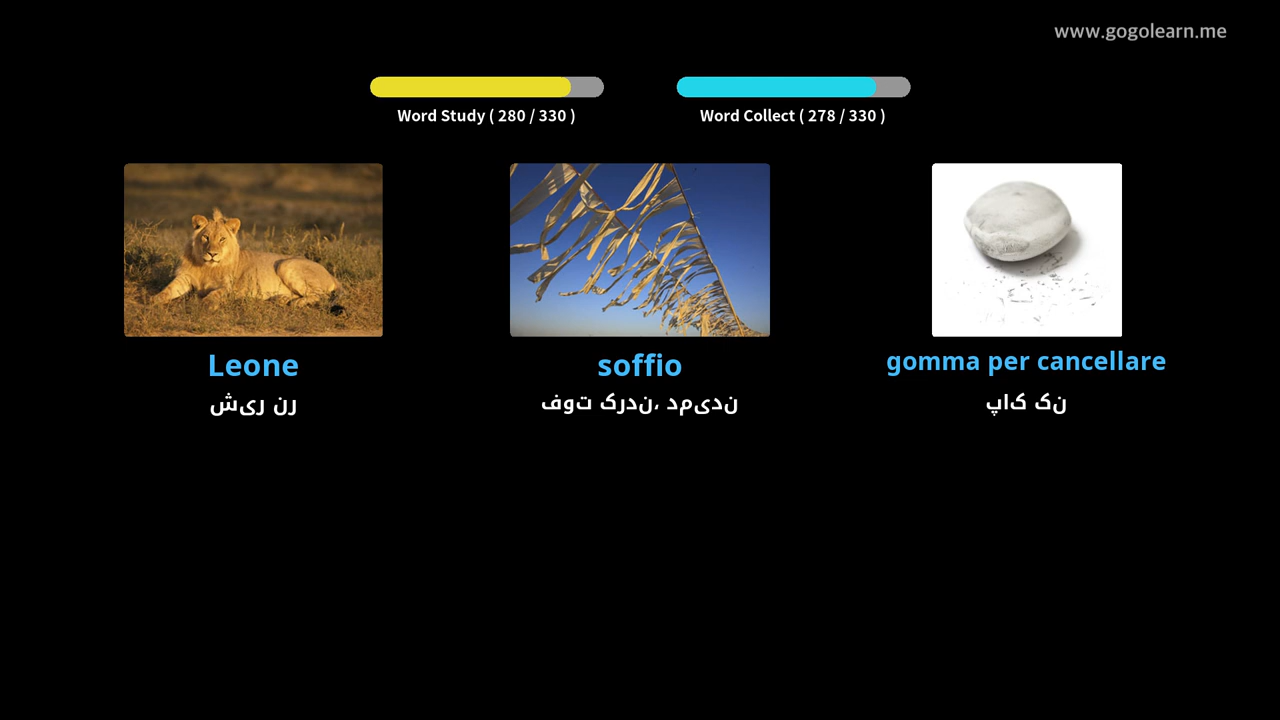 www.gogolearn.me
Word Study ( 280 / 330 )
Word Collect ( 278 / 330 )
Leone
soffio
gomma per cancellare
رن ریش
ندیمد ،ندرک توف
نک کاپ